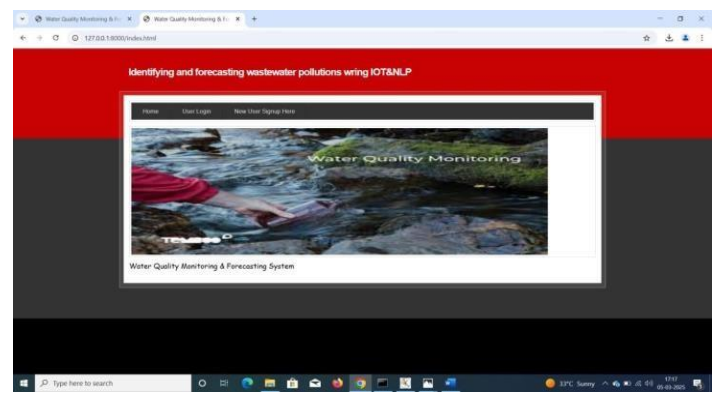 Water Quality Monitoring & Fo
Water Quality Monitoring & Fo
127.0.0.1:8000/index.html
Identifying and forecasting wastewater pollutions wring IOT&NLP
Home User Login New User Signup Here
Water Quality Monitoring
Water Quality Monitoring & Forecasting System
Type here to search
33°C Sunny
17:17
05-03-2025